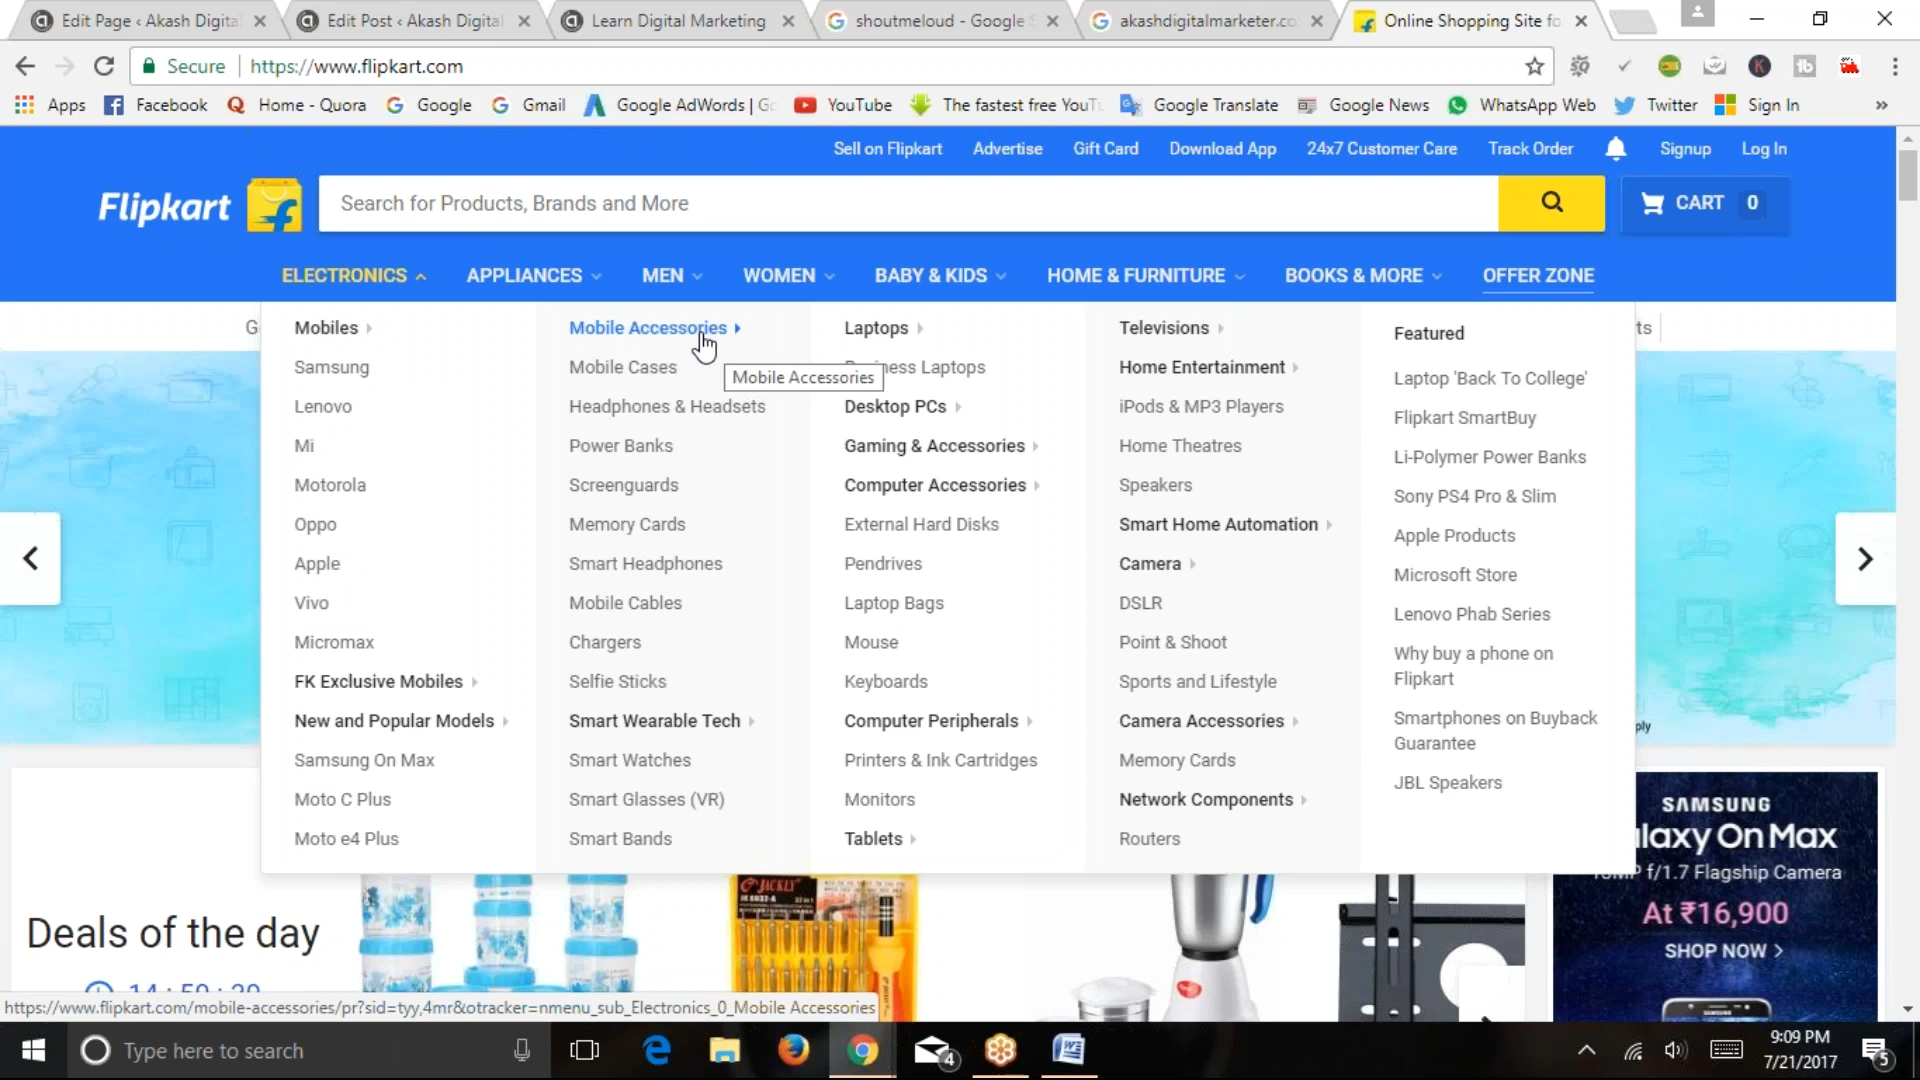 Edit Page ‹ Akash Digita
Edit Post ‹ Akash Digital
Learn Digital Marketing
shoutmeloud - Google S
akashdigitalmarketer.co
Online Shopping Site fo
Secure
https://www.flipkart.com
Apps
Facebook
Home - Quora
Google
Gmail
Google AdWords | Go
YouTube
The fastest free YouT
Google Translate
Google News
WhatsApp Web
Twitter
Sign In
»
Sell on Flipkart
Advertise
Gift Card
Download App
24x7 Customer Care
Track Order
Signup
Log In
Flipkart
Search for Products, Brands and More
CART 0
ELECTRONICS
APPLIANCES
MEN
WOMEN
BABY & KIDS
HOME & FURNITURE
BOOKS & MORE
OFFER ZONE
G
Mobiles
Samsung
Lenovo
Mi
Motorola
Oppo
Apple
Vivo
Micromax
FK Exclusive Mobiles
New and Popular Models
Samsung On Max
Moto C Plus
Moto e4 Plus
Mobile Accessories
Mobile Cases
Mobile Accessories
Headphones & Headsets
Power Banks
Screenguards
Memory Cards
Smart Headphones
Mobile Cables
Chargers
Selfie Sticks
Smart Wearable Tech
Smart Watches
Smart Glasses (VR)
Smart Bands
Laptops
ness Laptops
Desktop PCs
Gaming & Accessories
Computer Accessories
External Hard Disks
Pendrives
Laptop Bags
Mouse
Keyboards
Computer Peripherals
Printers & Ink Cartridges
Monitors
Tablets
Televisions
Home Entertainment
iPods & MP3 Players
Home Theatres
Speakers
Smart Home Automation
Camera
DSLR
Point & Shoot
Sports and Lifestyle
Camera Accessories
Memory Cards
Network Components
Routers
Featured
Laptop 'Back To College'
Flipkart SmartBuy
Li-Polymer Power Banks
Sony PS4 Pro & Slim
Apple Products
Microsoft Store
Lenovo Phab Series
Why buy a phone on
Flipkart
Smartphones on Buyback
Guarantee
JBL Speakers
ts
ply
Deals of the day
JACKLY
SAMSUNG
laxy On Max
f/1.7 Flagship Camera
At ₹16,900
SHOP NOW >
https://www.flipkart.com/mobile-accessories/pr?sid=tyy,4mr&otracker=nmenu_sub_Electronics_0_Mobile Accessories
Type here to search
4
9:09 PM
7/21/2017
5